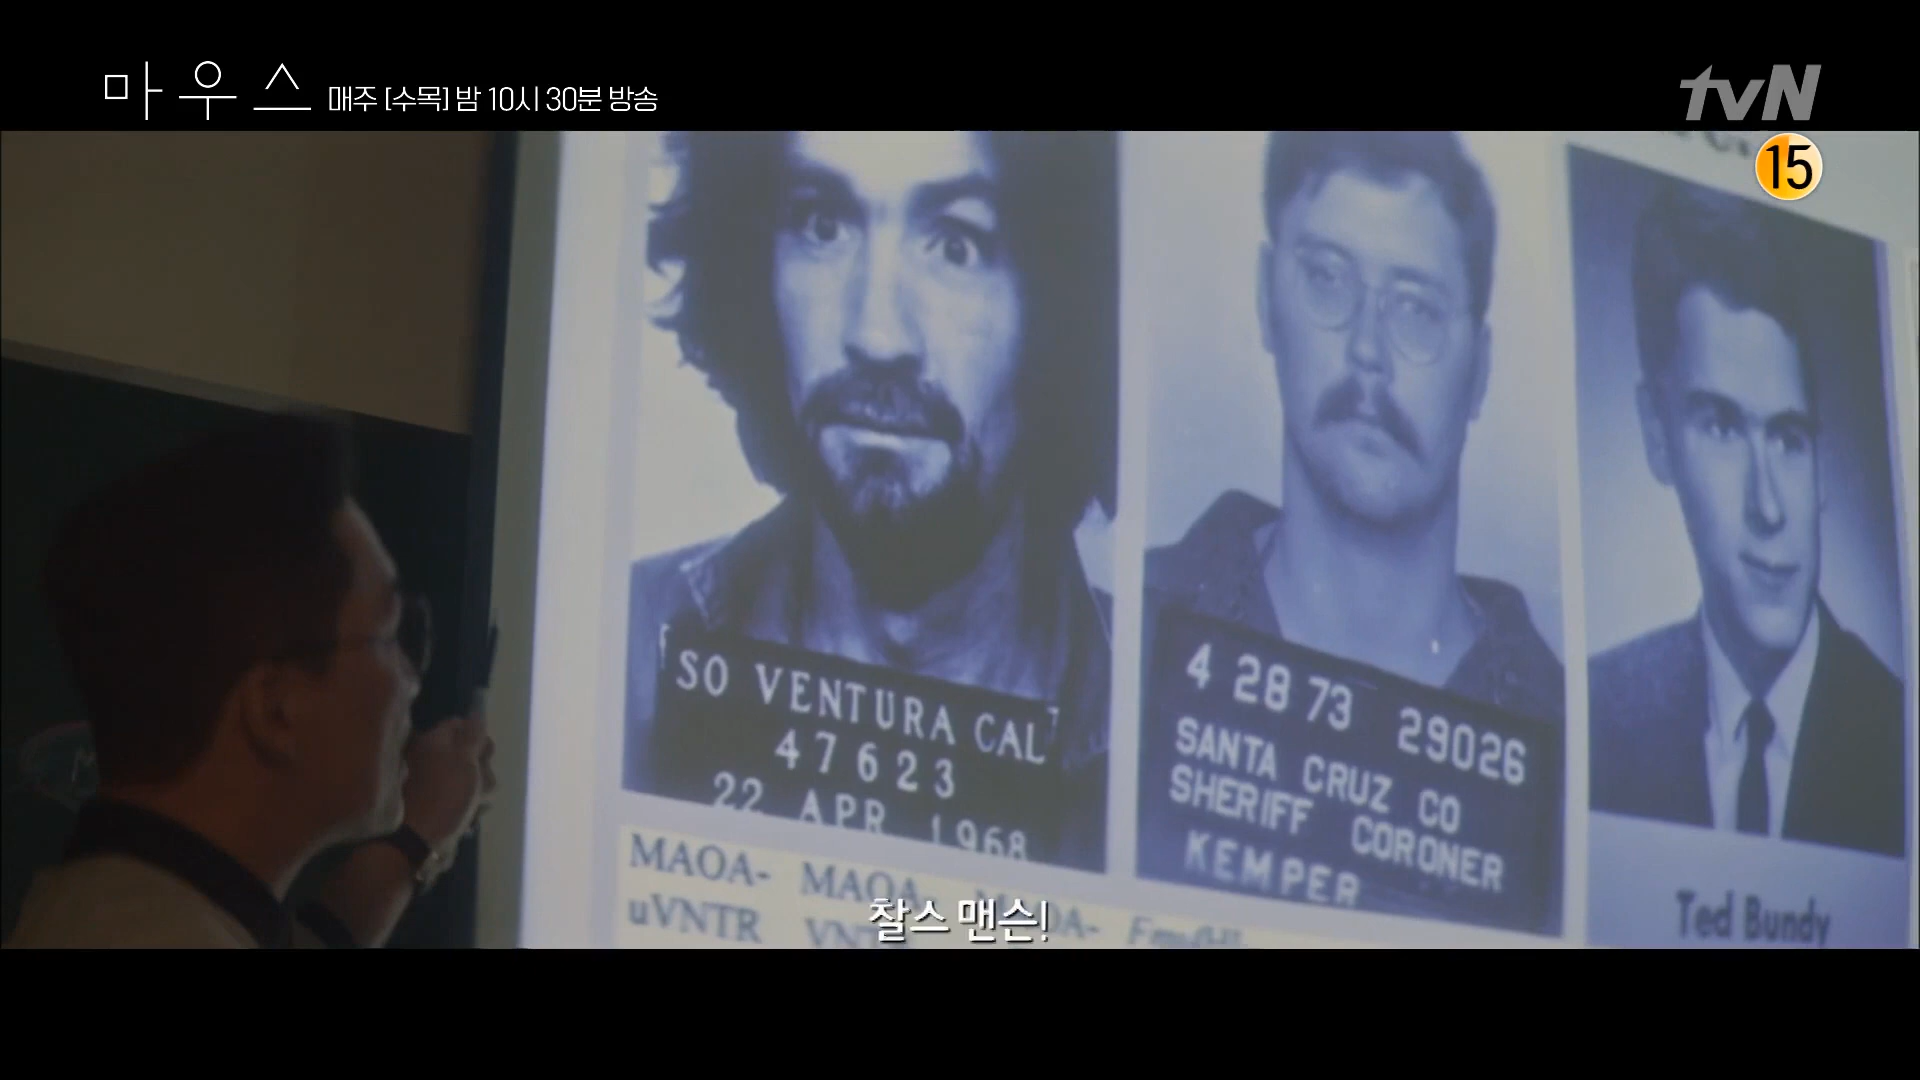 마우스 매주 [수목] 밤 10시 30분 방송
tvN
15
SO VENTURA CAL
47623
22 APR 1968
4 28 73 29026
SANTA CRUZ CO
SHERIFF CORONER
KEMPER
Ted Bundy
MAOA- MAOA-
uVNTR
찰스 맨슨!